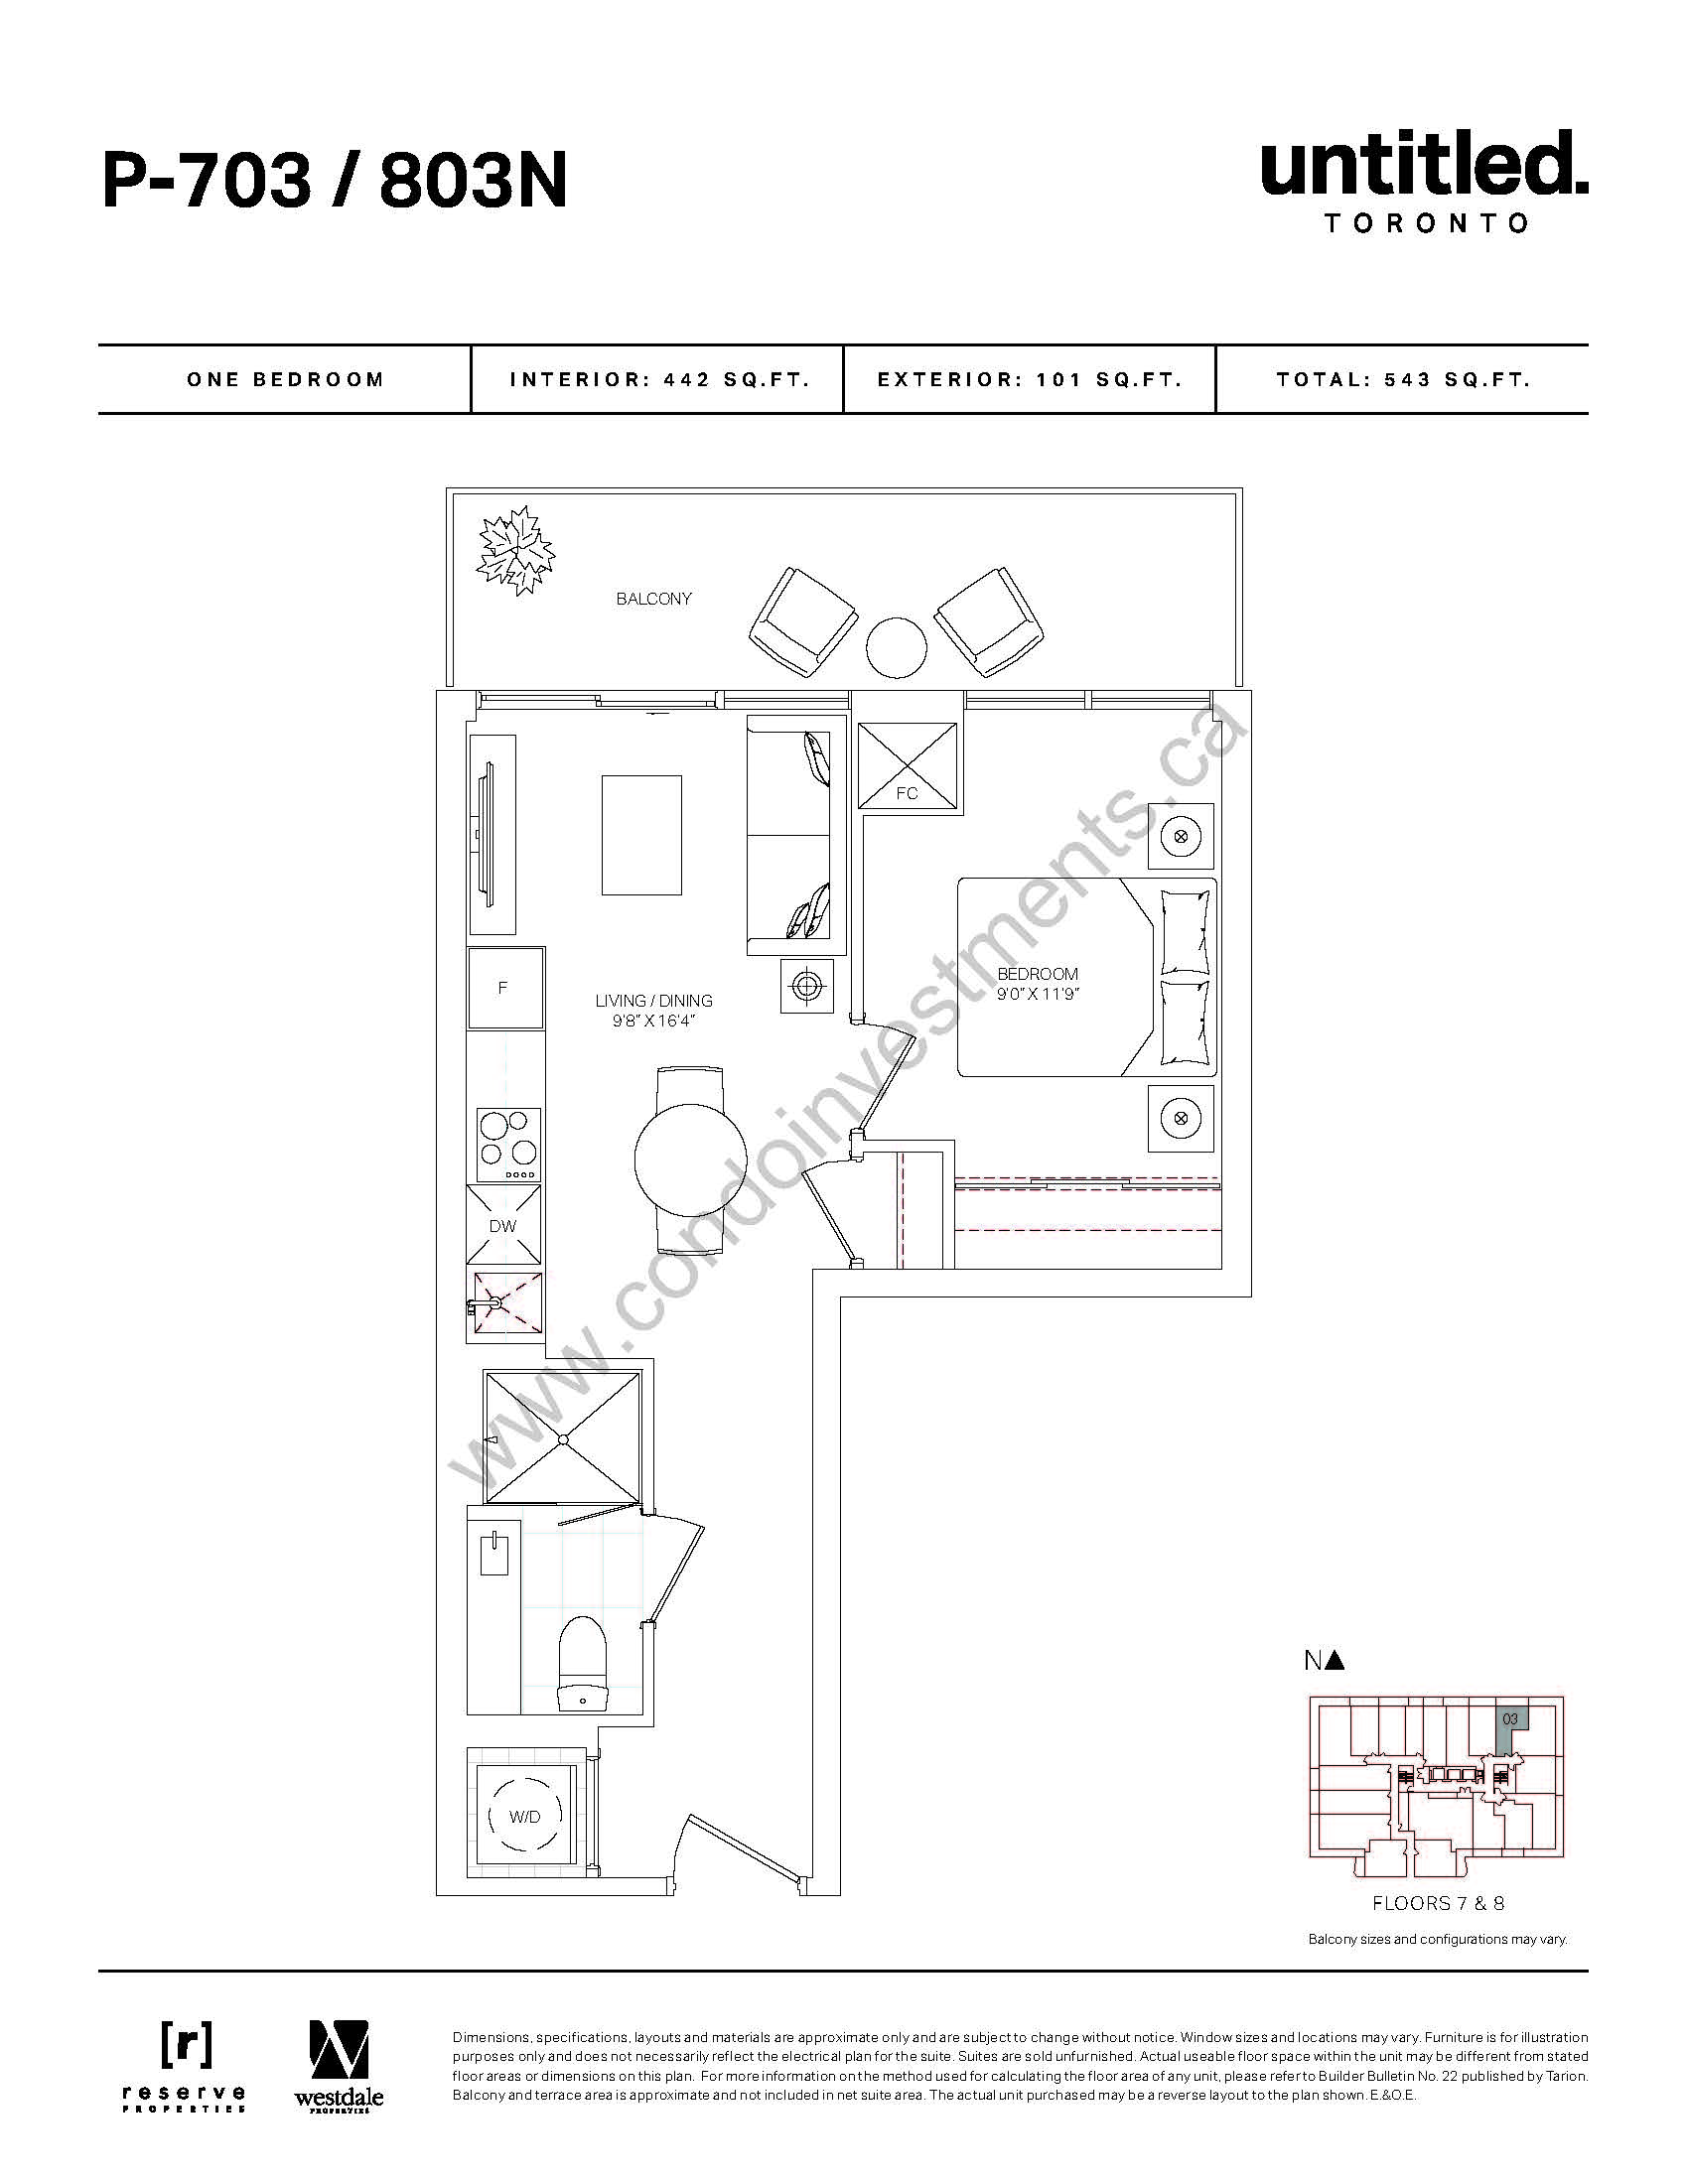 P-703 / 803N
untitled.
TORONTO
ONE BEDROOM
INTERIOR: 442 SQ.FT.
EXTERIOR: 101 SQ.FT.
TOTAL: 543 SQ.FT.
BALCONY
FC
F
BEDROOM
9'0" X 11'9"
LIVING / DINING
9'8" X 16'4"
DW
W/D
www.condoinvestments.ca
N
03
FLOORS 7 & 8
Balcony sizes and configurations may vary.
[r]
reserve
PROPERTIES
westdale
PROPERTIES
Dimensions, specifications, layouts and materials are approximate only and are subject to change without notice. Window sizes and locations may vary. Furniture is for illustration
purposes only and does not necessarily reflect the electrical plan for the suite. Suites are sold unfurnished. Actual useable floor space within the unit may be different from stated
floor areas or dimensions on this plan. For more information on the method used for calculating the floor area of any unit, please refer to Builder Bulletin No. 22 published by Tarion.
Balcony and terrace area is approximate and not included in net suite area. The actual unit purchased may be a reverse layout to the plan shown. E.&O.E.